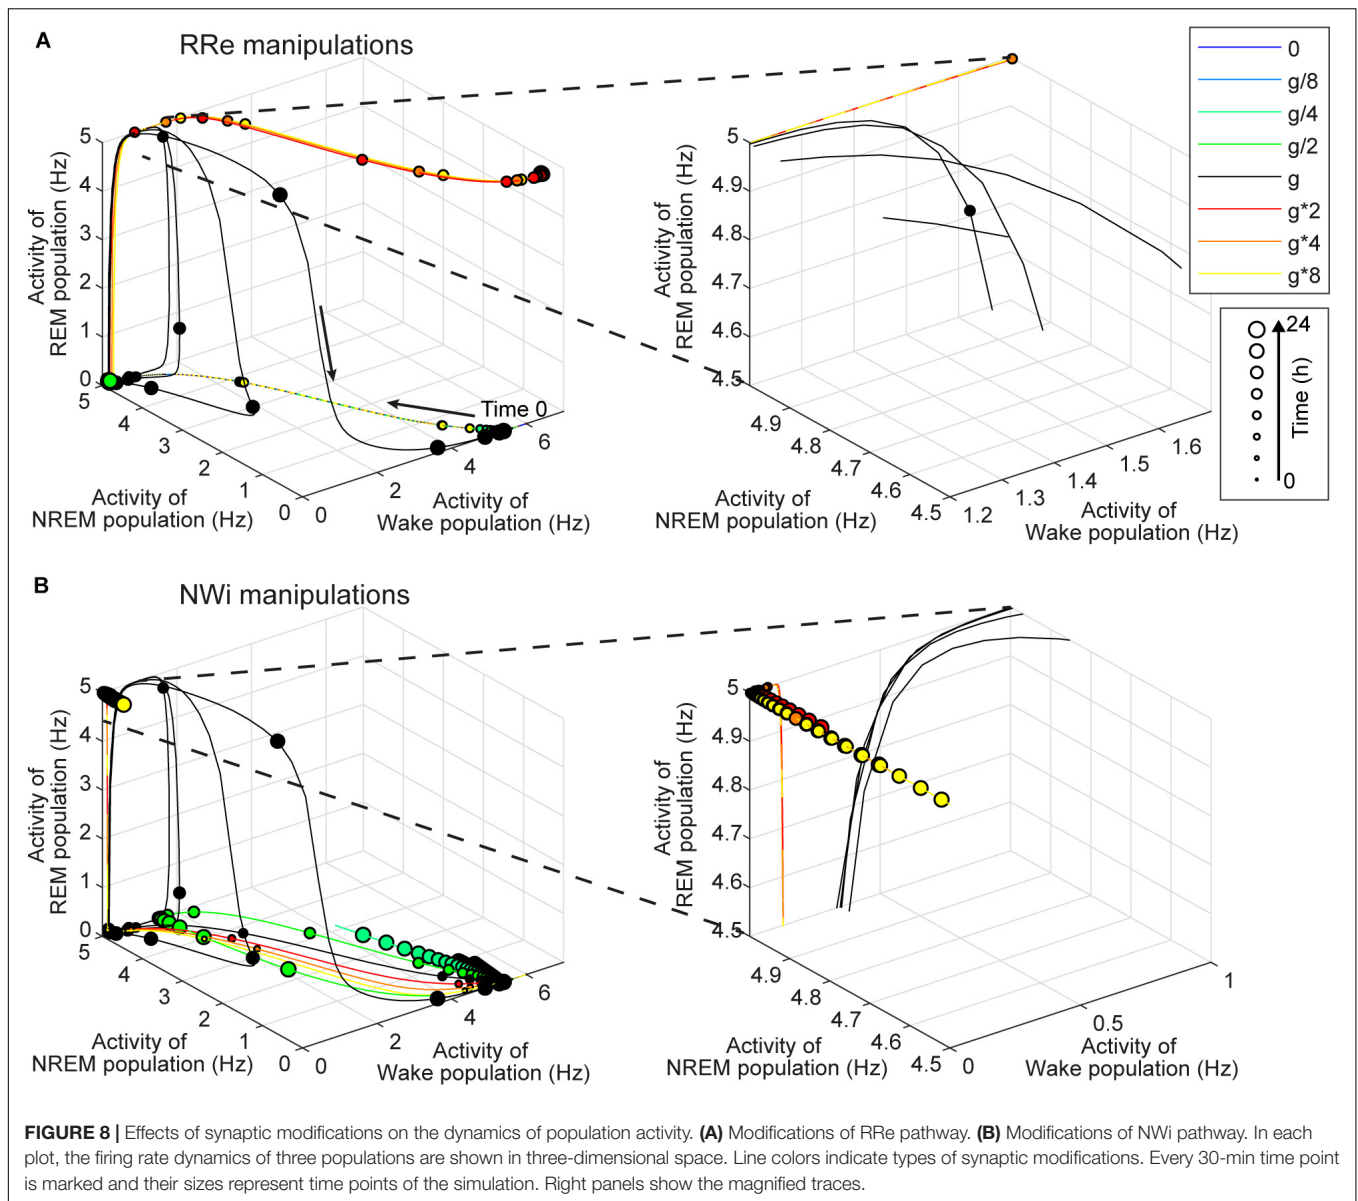 A
RRe manipulations
5
4
3
2
1
0
Activity of
REM population (Hz)
5
4
3
2
1
0
Activity of
NREM population (Hz)
0
2
4
6
Activity of
Wake population (Hz)
Time 0
5
4.9
4.8
4.7
4.6
4.5
Activity of
REM population (Hz)
4.9
4.8
4.7
4.6
4.5
Activity of
NREM population (Hz)
1.2
1.3
1.4
1.5
1.6
Activity of
Wake population (Hz)
0
g/8
g/4
g/2
g
g*2
g*4
g*8
24
Time (h)
0
B
NWi manipulations
5
4
3
2
1
0
Activity of
REM population (Hz)
5
4
3
2
1
0
Activity of
NREM population (Hz)
0
2
4
6
Activity of
Wake population (Hz)
5
4.9
4.8
4.7
4.6
4.5
Activity of
REM population (Hz)
4.9
4.8
4.7
4.6
4.5
Activity of
NREM population (Hz)
0
0.5
1
Activity of
Wake population (Hz)
FIGURE 8 | Effects of synaptic modifications on the dynamics of population activity. (A) Modifications of RRe pathway. (B) Modifications of NWi pathway. In each
plot, the firing rate dynamics of three populations are shown in three-dimensional space. Line colors indicate types of synaptic modifications. Every 30-min time point
is marked and their sizes represent time points of the simulation. Right panels show the magnified traces.